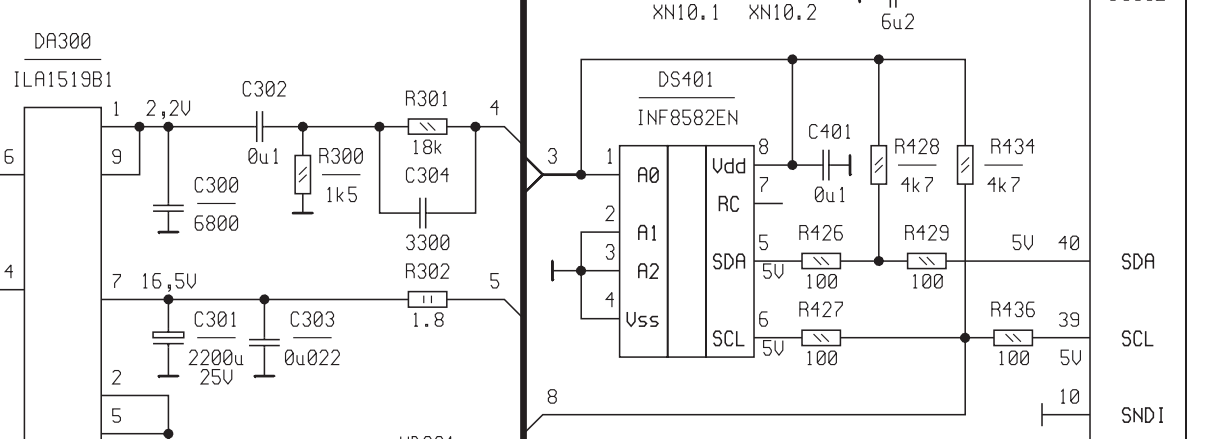 XN10.1 XN10.2
6u2
DA300
ILA1519B1
1
2,2V
C302
0u1
R301
18k
4
6
9
C300
6800
R300
1k5
C304
3300
4
7
16,5V
C301
2200u
25V
C303
0u022
R302
1.8
5
2
5
DS401
INF8582EN
3
1
A0
2
A1
3
A2
4
Vss
Vdd
8
RC
7
SDA
5
5V
SCL
6
5V
C401
0u1
R428
4k7
R434
4k7
R426
100
R429
100
5V
40
SDA
R427
100
R436
100
39
5V
SCL
8
10
SNDI